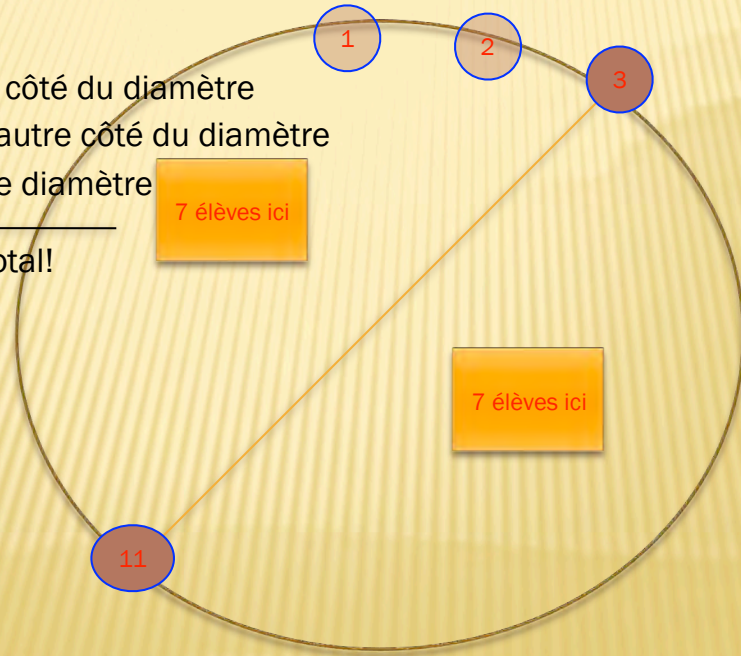 1
2
3
côté du diamètre
autre côté du diamètre
e diamètre
7 élèves ici
otal!
7 élèves ici
11